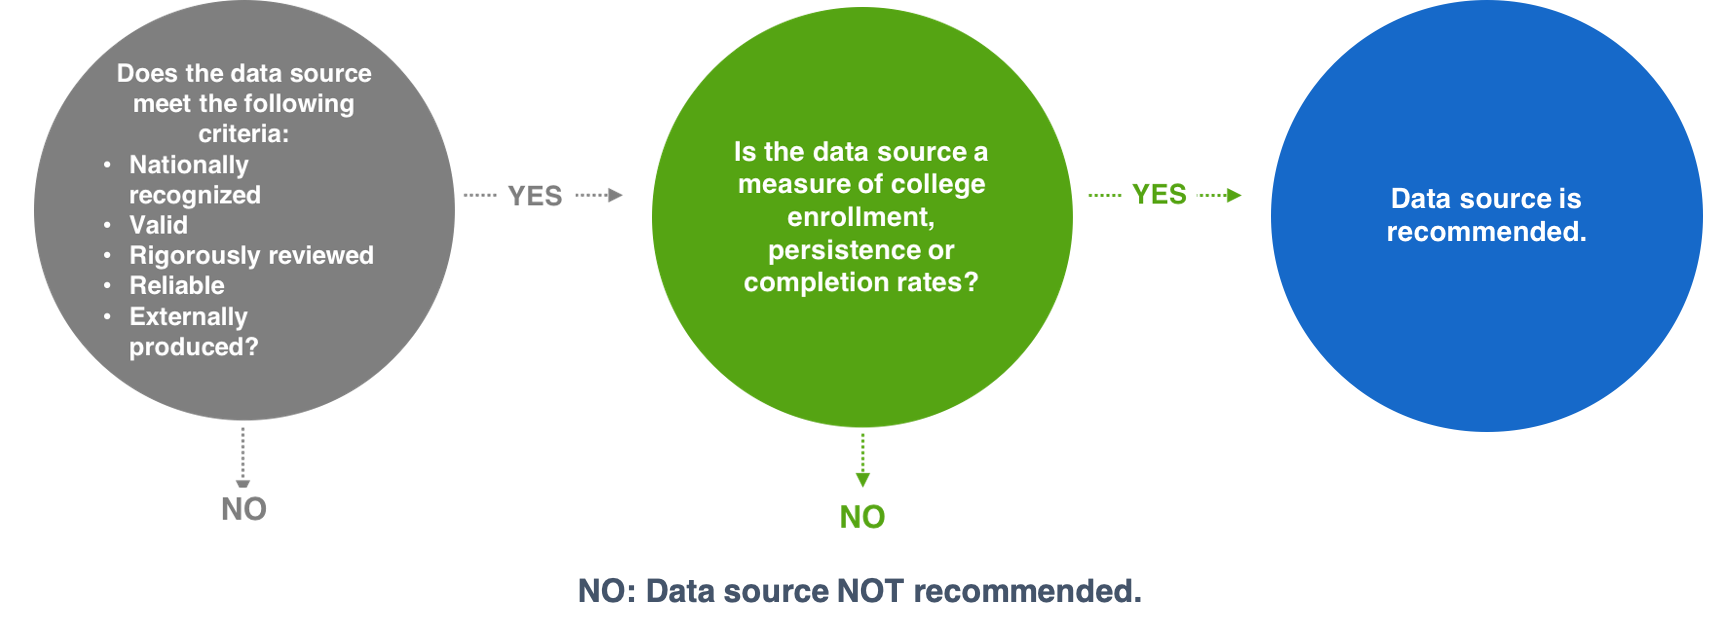 Does the data source
meet the following
criteria:
• Nationally
recognized
• Valid
• Rigorously reviewed
• Reliable
• Externally
produced?
YES
NO
Is the data source a
measure of college
enrollment,
persistence or
completion rates?
YES
NO
Data source is
recommended.
NO: Data source NOT recommended.